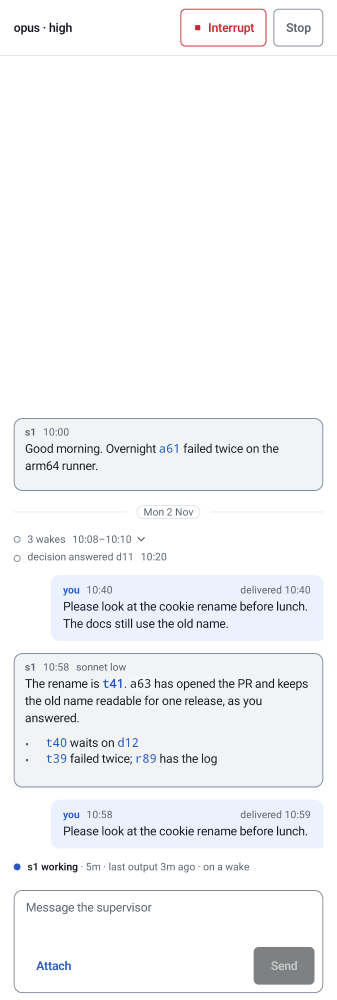 opus · high
Interrupt
Stop
s1 10:00
Good morning. Overnight a61 failed twice on the
arm64 runner.
Mon 2 Nov
3 wakes 10:08–10:10
decision answered d11 10:20
you 10:40 delivered 10:40
Please look at the cookie rename before lunch.
The docs still use the old name.
s1 10:58 sonnet low
The rename is t41. a63 has opened the PR and keeps
the old name readable for one release, as you
answered.
• t40 waits on d12
• t39 failed twice; r89 has the log
you 10:58 delivered 10:59
Please look at the cookie rename before lunch.
s1 working · 5m · last output 3m ago · on a wake
Message the supervisor
Attach
Send